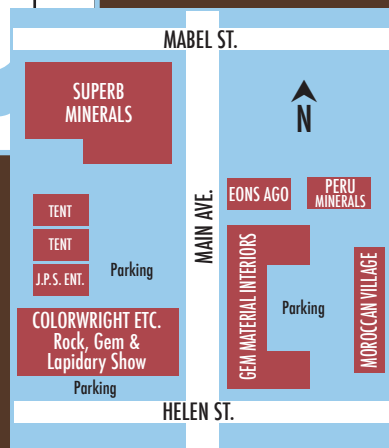 MABEL ST.
SUPERB
MINERALS
N
EONS AGO
PERU
MINERALS
TENT
TENT
J.P.S. ENT.
Parking
MAIN AVE.
GEM MATERIAL INTERIORS
Parking
MOROCCAN VILLAGE
COLORWRIGHT ETC.
Rock, Gem &
Lapidary Show
Parking
HELEN ST.